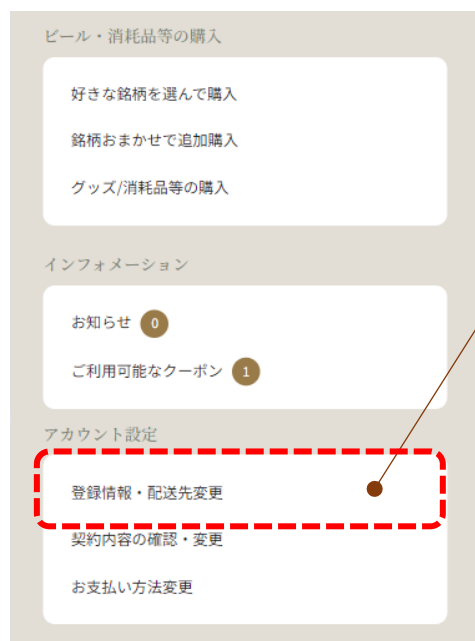 ビール・消耗品等の購入
好きな銘柄を選んで購入
銘柄おまかせで追加購入
グッズ/消耗品等の購入
インフォメーション
お知らせ 0
ご利用可能なクーポン 1
アカウント設定
登録情報・配送先変更
契約内容の確認・変更
お支払い方法変更